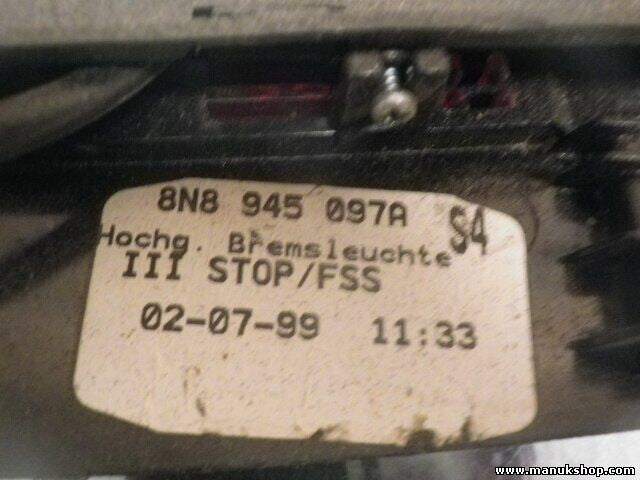 8N8 945 097A
S4
Hochg. Bremsleuchte
III STOP/FSS
02-07-99 11:33
www.manukshop.com